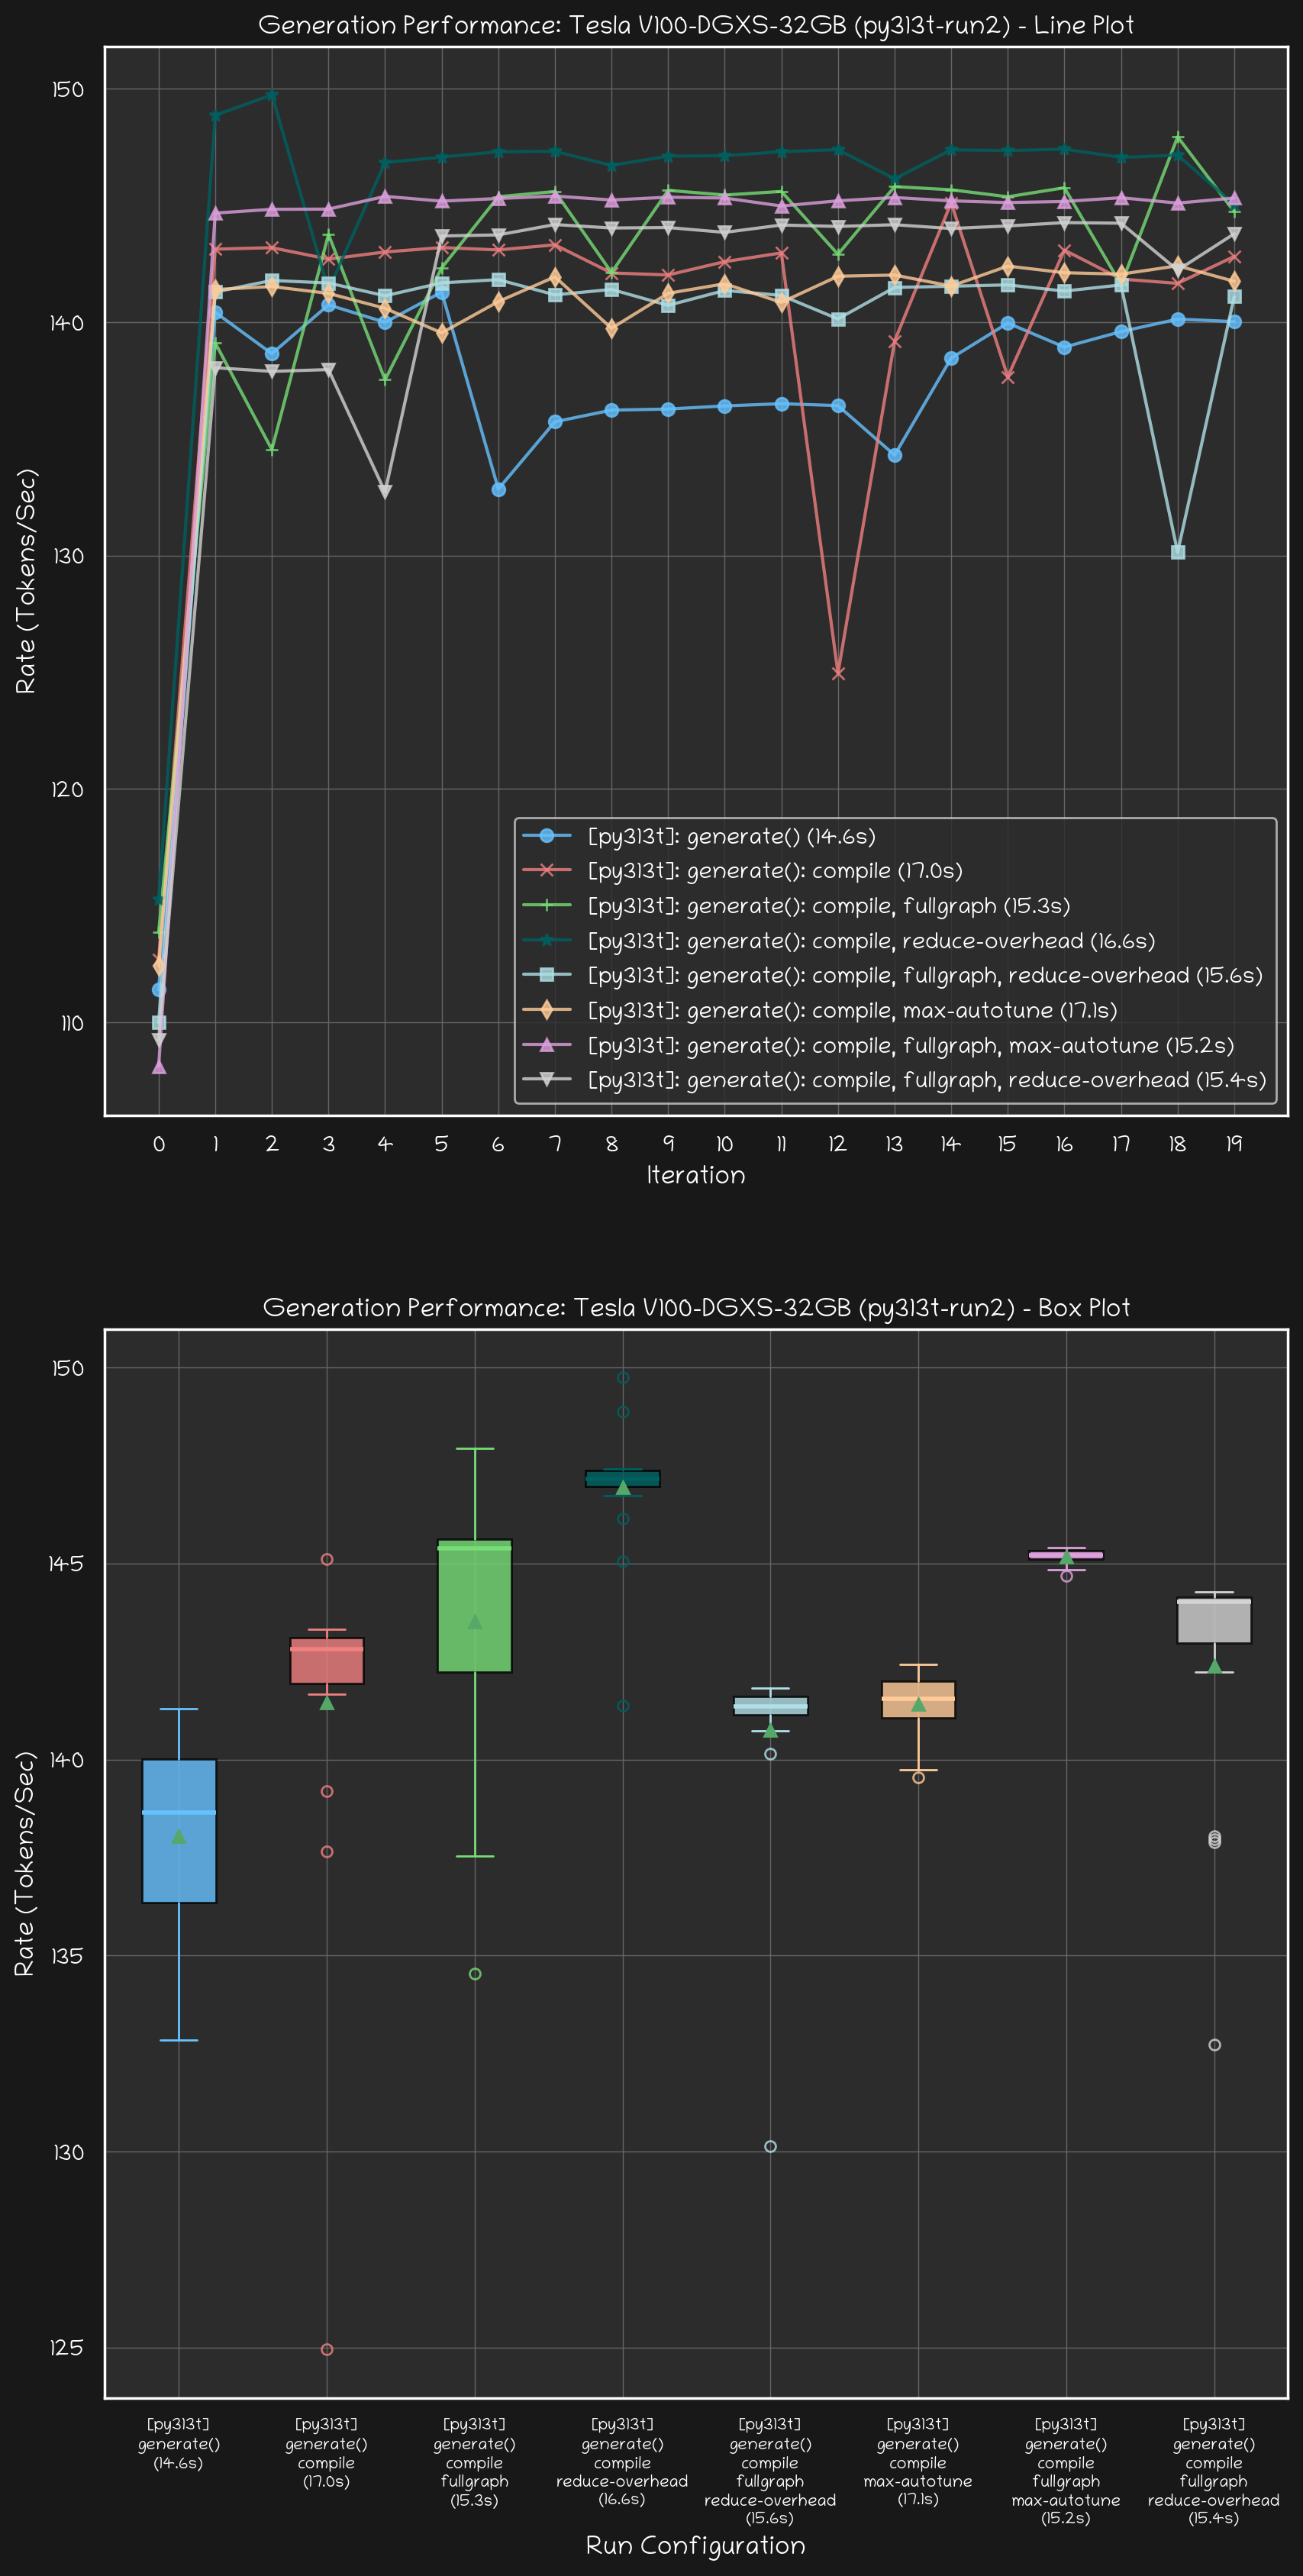 Generation Performance: Tesla V100-DGXS-32GB (py313t-run2) - Line Plot
150
140
130
120
110
Rate (Tokens/Sec)
[py313t]: generate() (14.6s)
[py313t]: generate(): compile (17.0s)
[py313t]: generate(): compile, fullgraph (15.3s)
[py313t]: generate(): compile, reduce-overhead (16.6s)
[py313t]: generate(): compile, fullgraph, reduce-overhead (15.6s)
[py313t]: generate(): compile, max-autotune (17.1s)
[py313t]: generate(): compile, fullgraph, max-autotune (15.2s)
[py313t]: generate(): compile, fullgraph, reduce-overhead (15.4s)
0 1 2 3 4 5 6 7 8 9 10 11 12 13 14 15 16 17 18 19
Iteration
Generation Performance: Tesla V100-DGXS-32GB (py313t-run2) - Box Plot
150
145
140
135
130
125
Rate (Tokens/Sec)
[py313t]
generate()
(14.6s)
[py313t]
generate()
compile
(17.0s)
[py313t]
generate()
compile
fullgraph
(15.3s)
[py313t]
generate()
compile
reduce-overhead
(16.6s)
[py313t]
generate()
compile
fullgraph
reduce-overhead
(15.6s)
[py313t]
generate()
compile
max-autotune
(17.1s)
[py313t]
generate()
compile
fullgraph
max-autotune
(15.2s)
[py313t]
generate()
compile
fullgraph
reduce-overhead
(15.4s)
Run Configuration